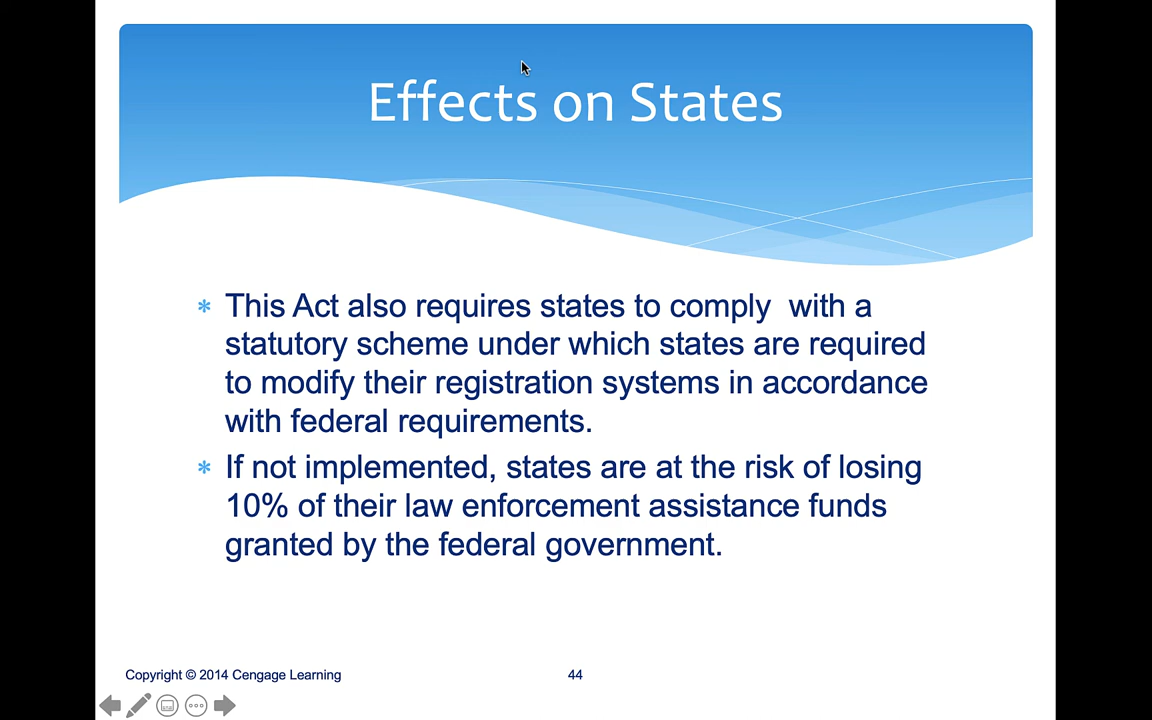 Effects on States
* This Act also requires states to comply  with a
statutory scheme under which states are required
to modify their registration systems in accordance
with federal requirements.
* If not implemented, states are at the risk of losing
10% of their law enforcement assistance funds
granted by the federal government.
Copyright © 2014 Cengage Learning
44